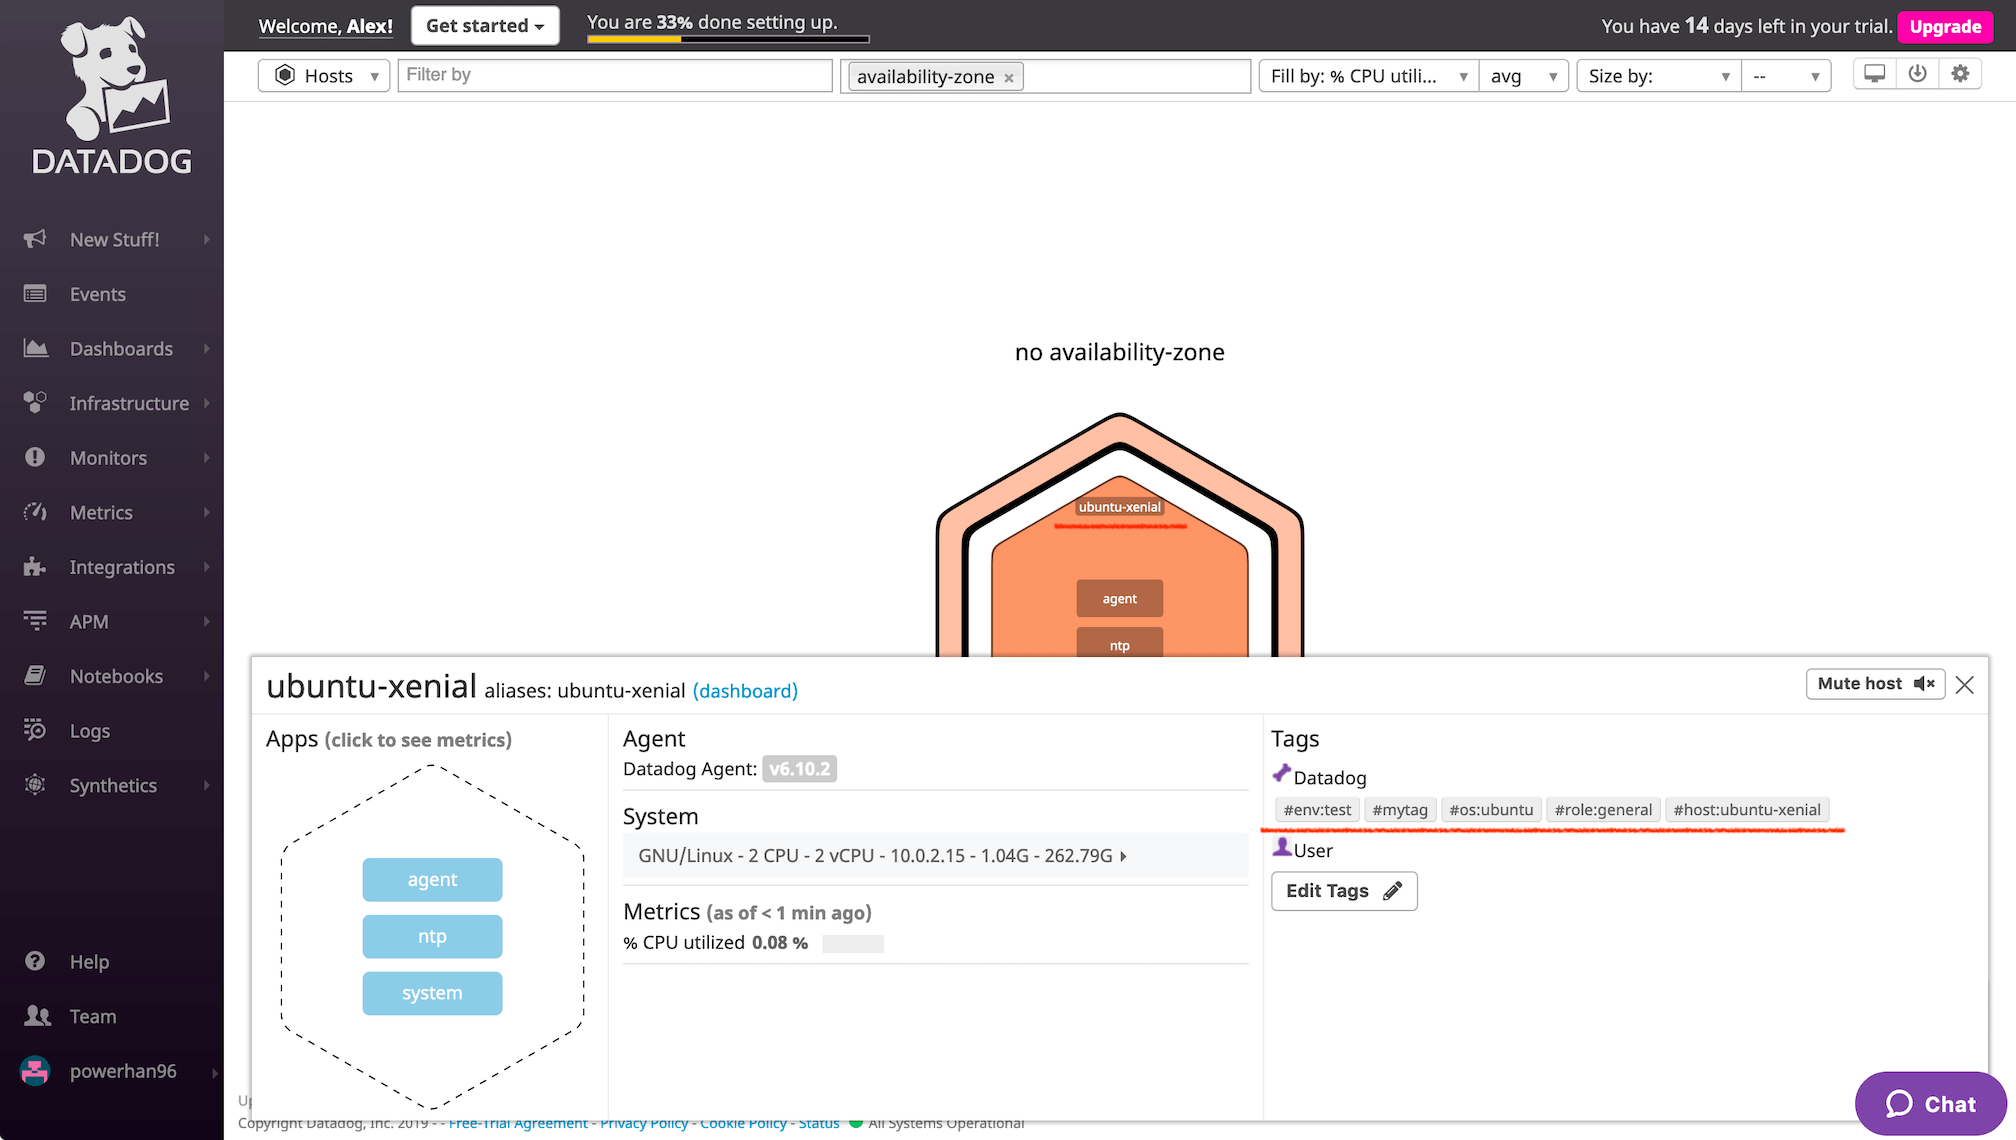 DATADOG
New Stuff!
Events
Dashboards
Infrastructure
Monitors
Metrics
Integrations
APM
Notebooks
Logs
Synthetics
Help
Team
powerhan96
Welcome, Alex!
Get started
You are 33% done setting up.
You have 14 days left in your trial.
Upgrade
Hosts
Filter by
availability-zone ×
Fill by: % CPU utili...
avg
Size by:
--
no availability-zone
ubuntu-xenial
agent
ntp
ubuntu-xenial aliases: ubuntu-xenial (dashboard)
Mute host
Apps (click to see metrics)
agent
ntp
system
Agent
Datadog Agent: v6.10.2
System
GNU/Linux - 2 CPU - 2 vCPU - 10.0.2.15 - 1.04G - 262.79G
Metrics (as of < 1 min ago)
% CPU utilized 0.08 %
Tags
Datadog
#env:test #mytag #os:ubuntu #role:general #host:ubuntu-xenial
User
Edit Tags
Chat
Copyright Datadog, Inc. 2019 - - Free-Trial Agreement - Privacy Policy - Cookie Policy - Status All Systems Operational